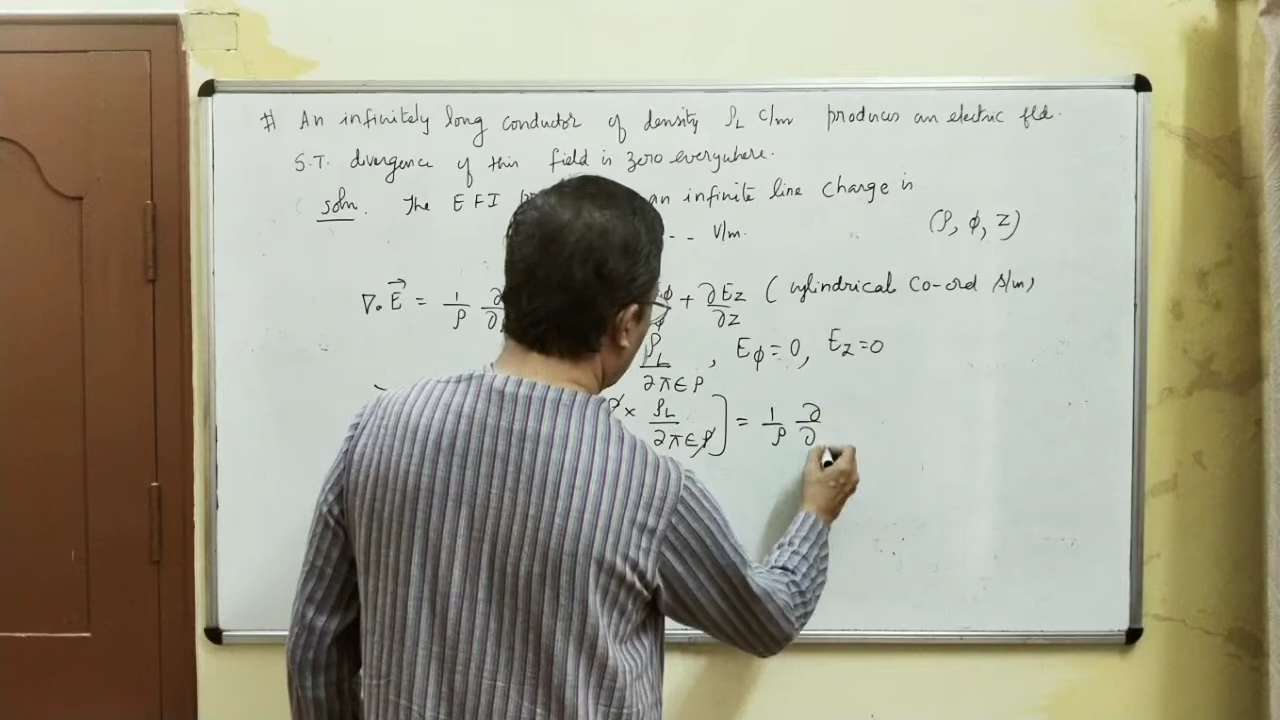 # An infinitely long conductor of density ρL c/m produces an electric fld.
S.T. divergence of this field is zero everywhere.
soln. The EFI an infinite line charge is
- - V/m. (ρ, φ, z)
∇. E⃗ = 1/ρ ∂ φ + ∂Ez/∂z (cylindrical co-ord s/m)
ρL/2περ , Eφ = 0, Ez=0
ρ × ρL/2περ ] = 1/ρ ∂/∂